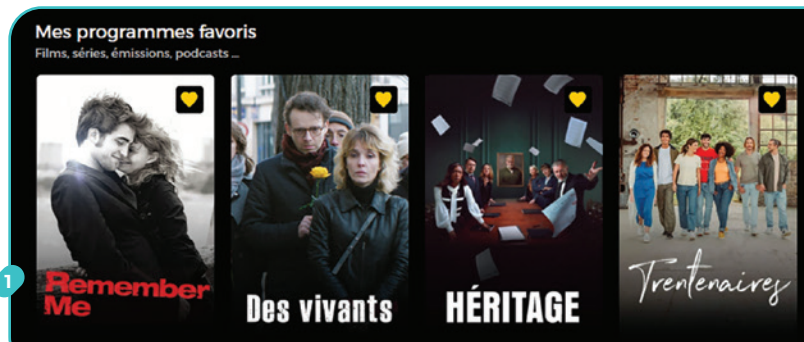 Mes programmes favoris
Films, séries, émissions, podcasts ...
Remember
Me
Des vivants
HÉRITAGE
Trentenaires
1